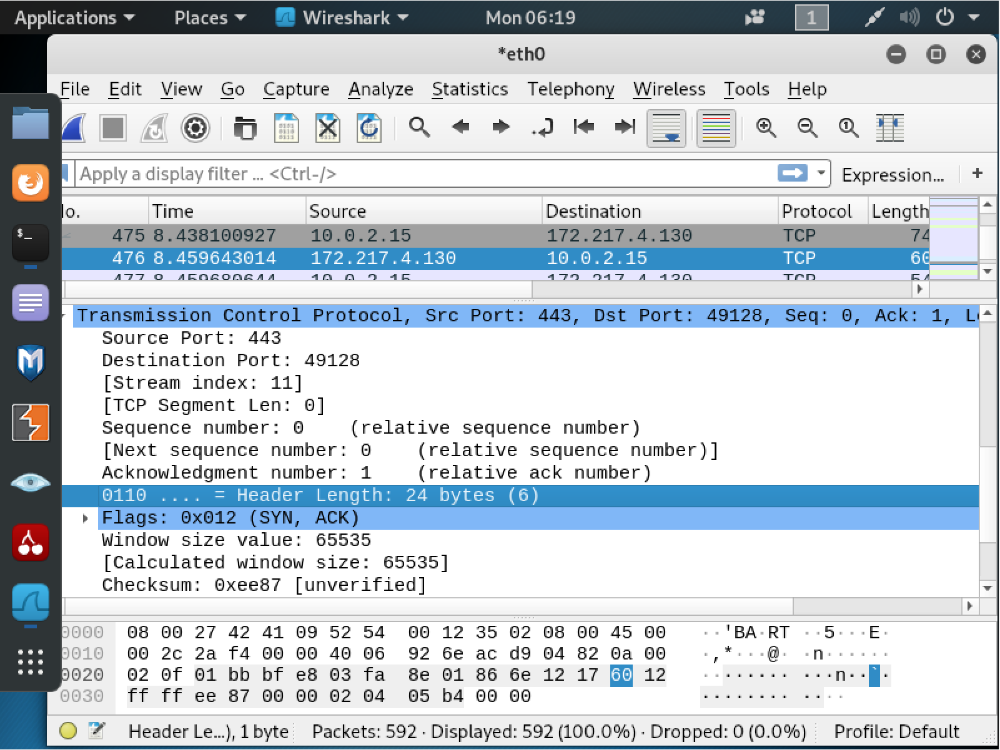 Applications Places Wireshark Mon 06:19 1
*eth0
File Edit View Go Capture Analyze Statistics Telephony Wireless Tools Help
Apply a display filter ... <Ctrl-/> Expression... +
o. Time Source Destination Protocol Length
475 8.438100927 10.0.2.15 172.217.4.130 TCP 74
476 8.459643014 172.217.4.130 10.0.2.15 TCP 60
477 8.459680644 10.0.2.15 172.217.4.130 TCP 54
Transmission Control Protocol, Src Port: 443, Dst Port: 49128, Seq: 0, Ack: 1, L
Source Port: 443
Destination Port: 49128
[Stream index: 11]
[TCP Segment Len: 0]
Sequence number: 0 (relative sequence number)
[Next sequence number: 0 (relative sequence number)]
Acknowledgment number: 1 (relative ack number)
0110 .... = Header Length: 24 bytes (6)
Flags: 0x012 (SYN, ACK)
Window size value: 65535
[Calculated window size: 65535]
Checksum: 0xee87 [unverified]
0000 08 00 27 42 41 09 52 54 00 12 35 02 08 00 45 00 ··'BA·RT ··5···E·
0010 00 2c 2a f4 00 00 40 06 92 6e ac d9 04 82 0a 00 ·,*···@· ·n······
0020 02 0f 01 bb bf e8 03 fa 8e 01 86 6e 12 17 60 12 ········ ···n··`·
0030 ff ff ee 87 00 00 02 04 05 b4 00 00 ········ ····
Header Le...), 1 byte Packets: 592 · Displayed: 592 (100.0%) · Dropped: 0 (0.0%) Profile: Default